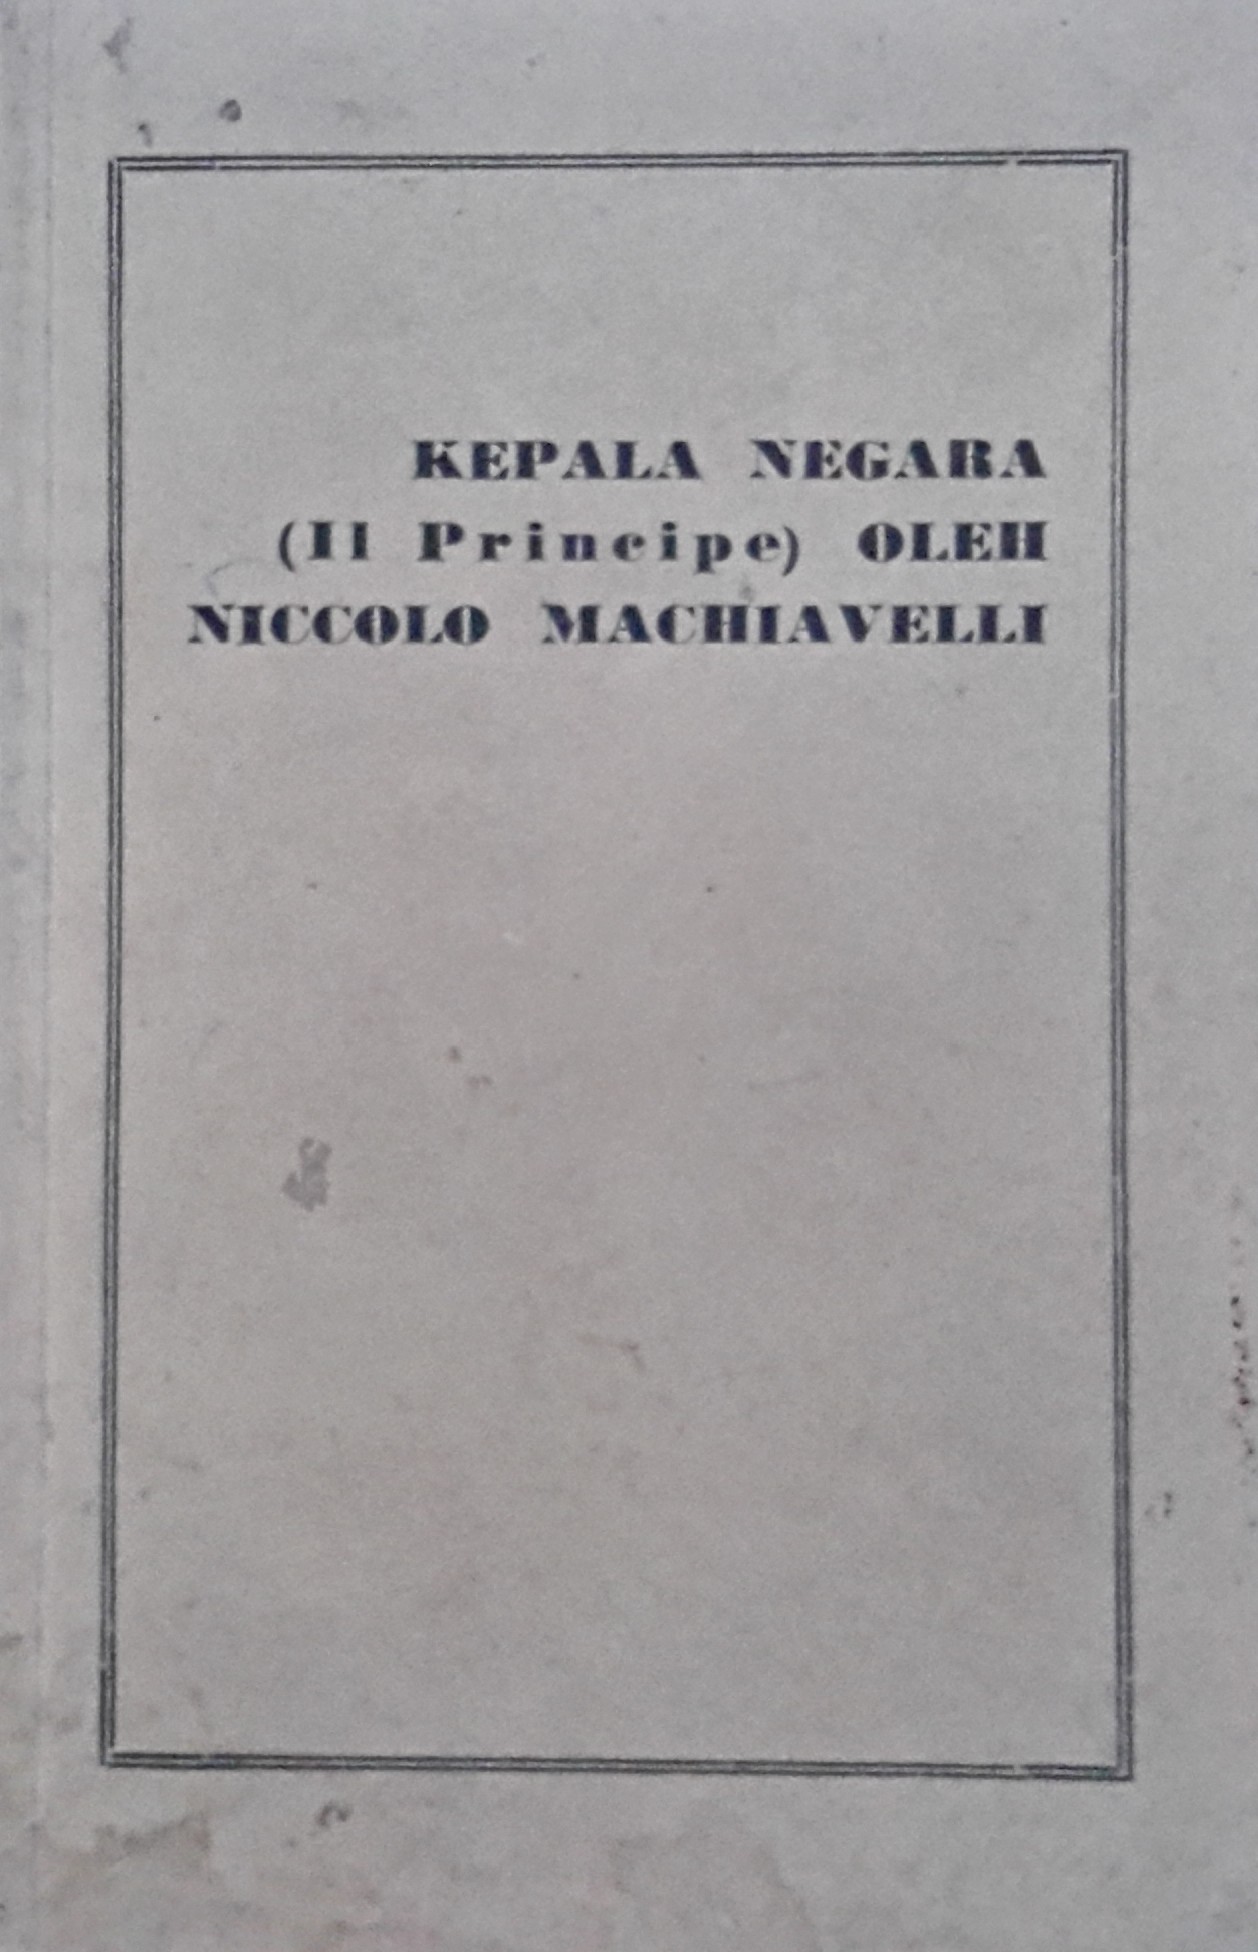 KEPALA NEGARA
(Il Principe) OLEH
NICCOLO MACHIAVELLI